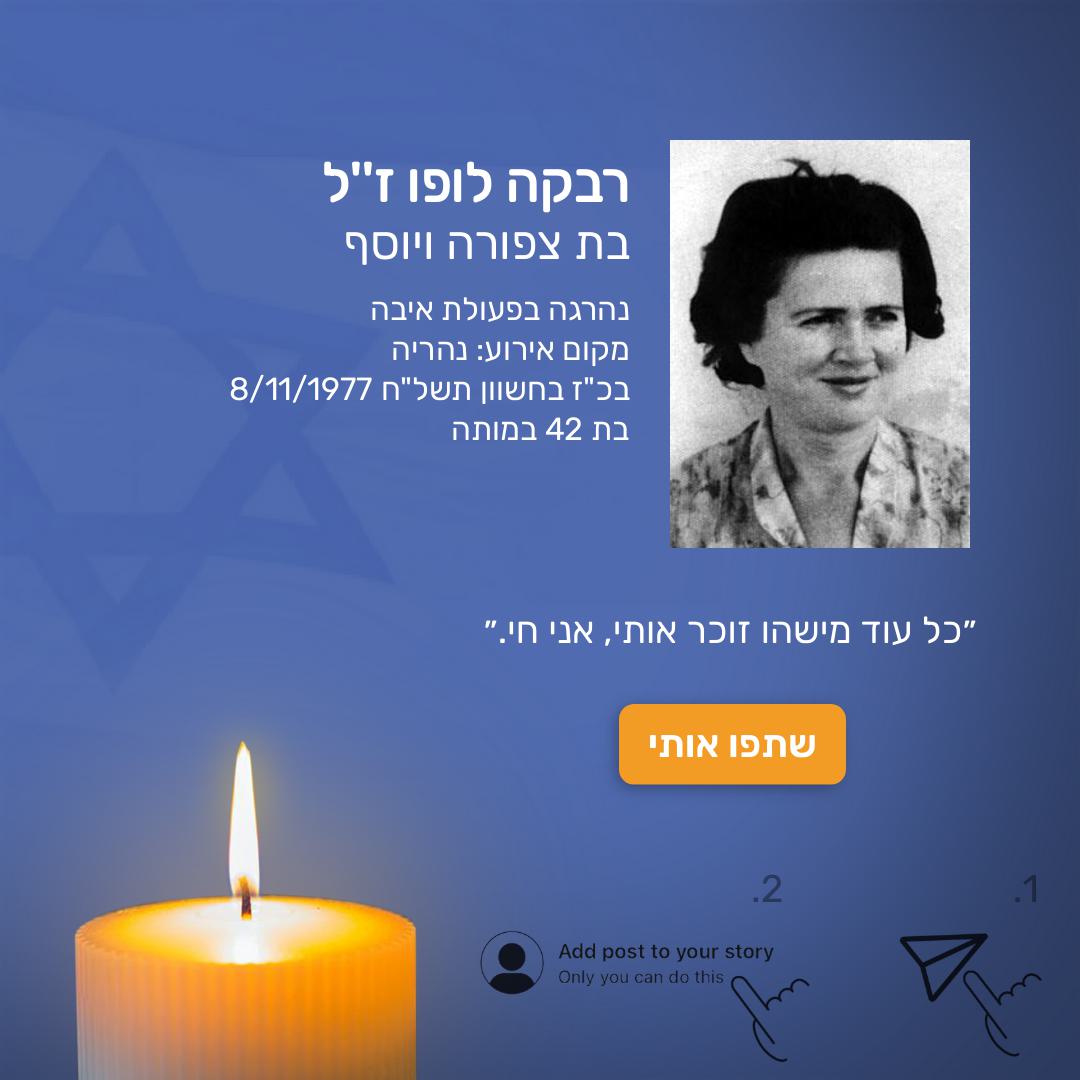 רבקה לופו ז"ל
בת צפורה ויוסף
נהרגה בפעולת איבה
מקום אירוע: נהריה
בכ"ז בחשוון תשל"ח 8/11/1977
בת 42 במותה
״כל עוד מישהו זוכר אותי, אני חי.״
שתפו אותי
.1
.2
Add post to your story
Only you can do this